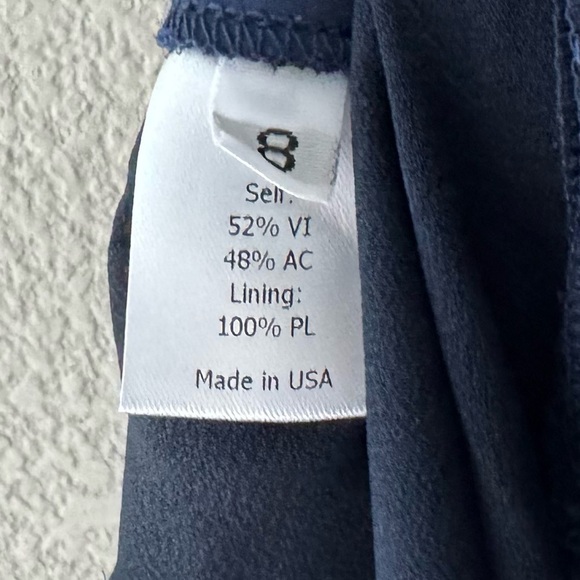 8
Self:
52% VI
48% AC
Lining:
100% PL
Made in USA